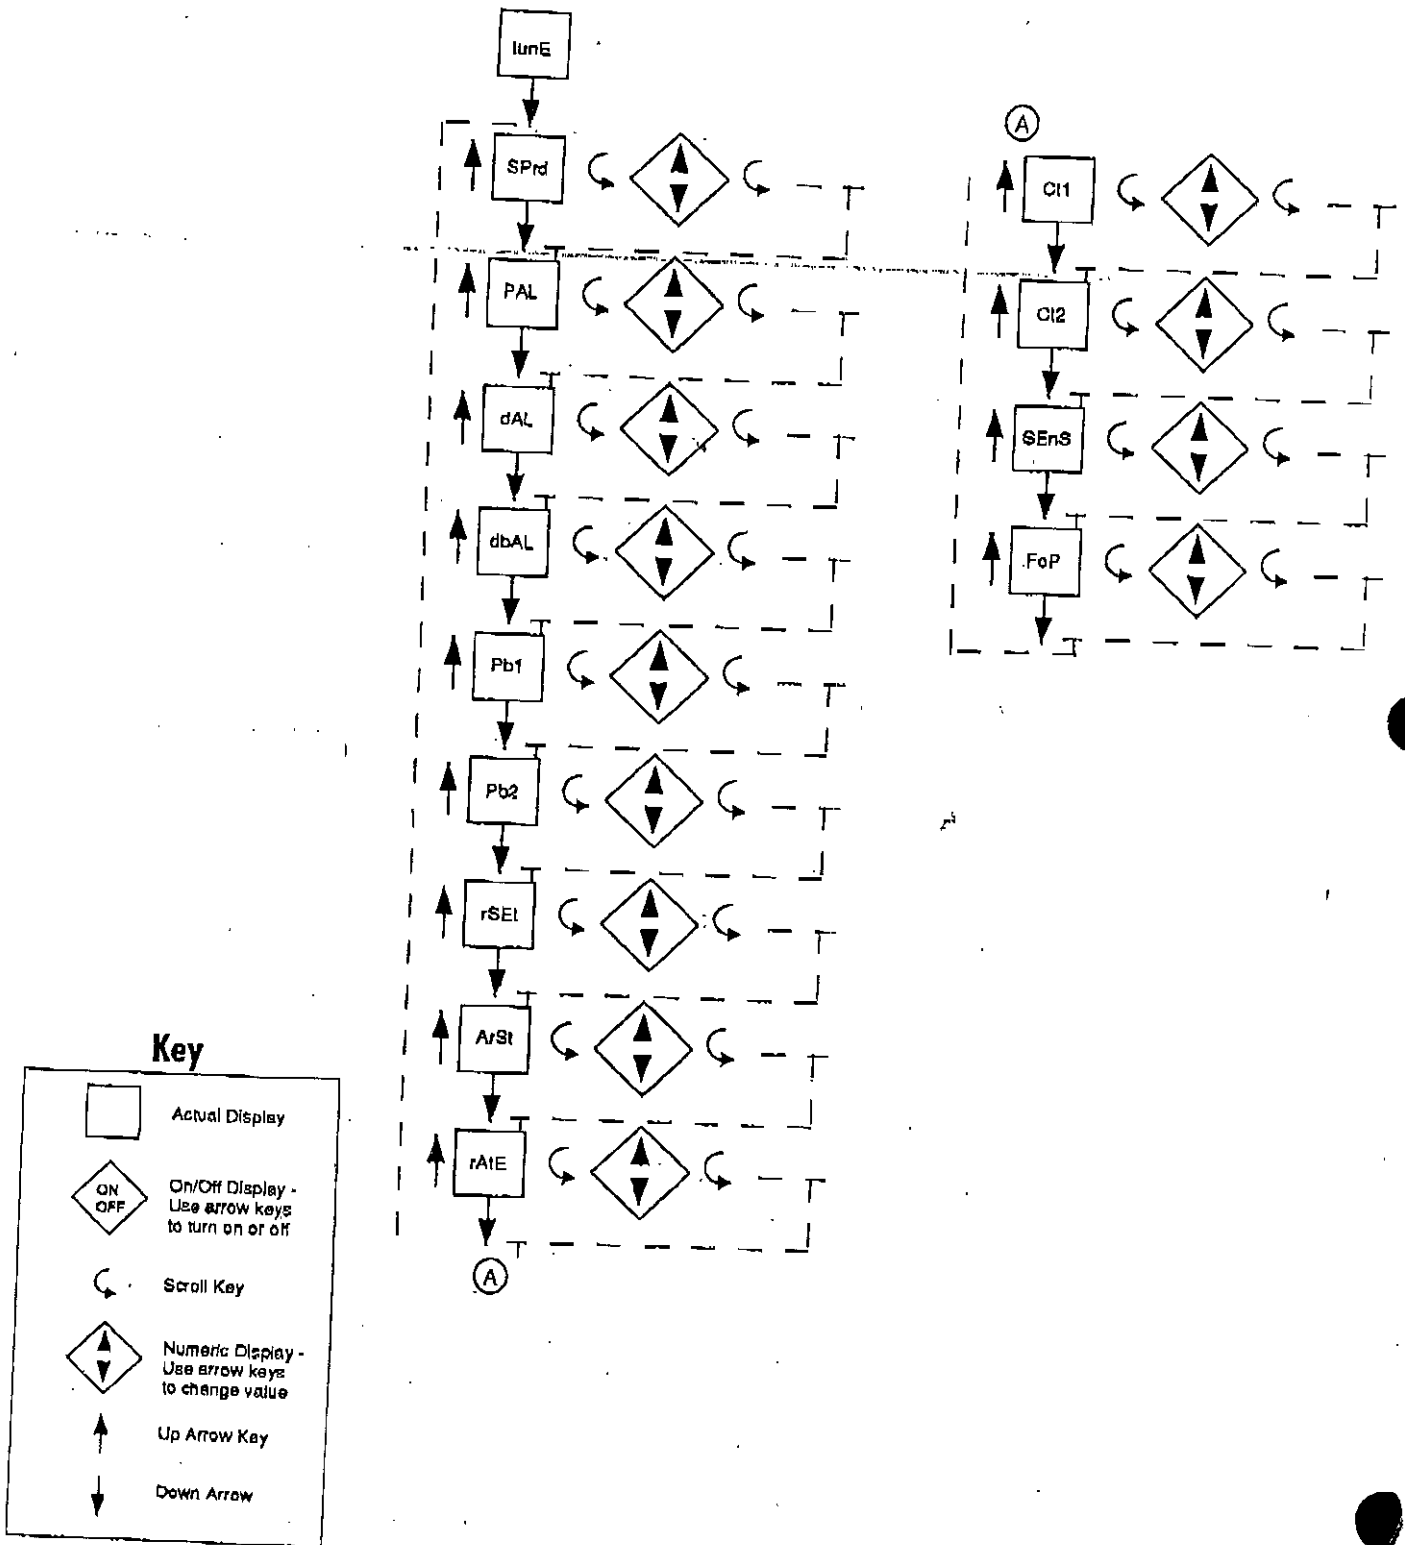 tunE
SPrd
PAL
dAL
dbAL
Pb1
Pb2
rSEt
ArSt
rAtE
A
A
Ct1
Ct2
SEnS
FoP
Key
Actual Display
ON
OFF
On/Off Display -
Use arrow keys
to turn on or off
Scroll Key
Numeric Display -
Use arrow keys
to change value
Up Arrow Key
Down Arrow